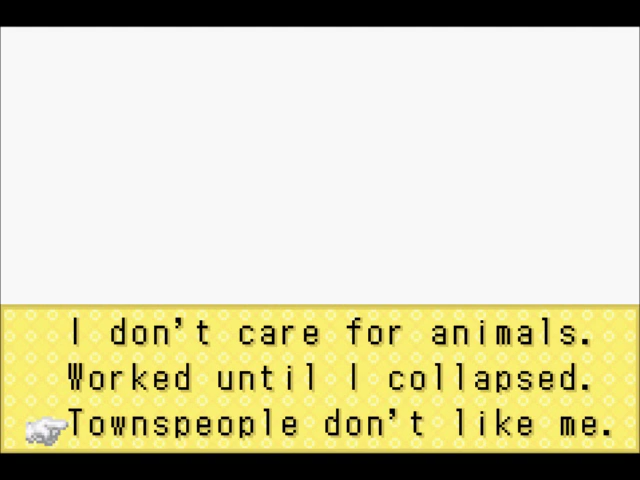 I don't care for animals.
Worked until I collapsed.
Townspeople don't like me.